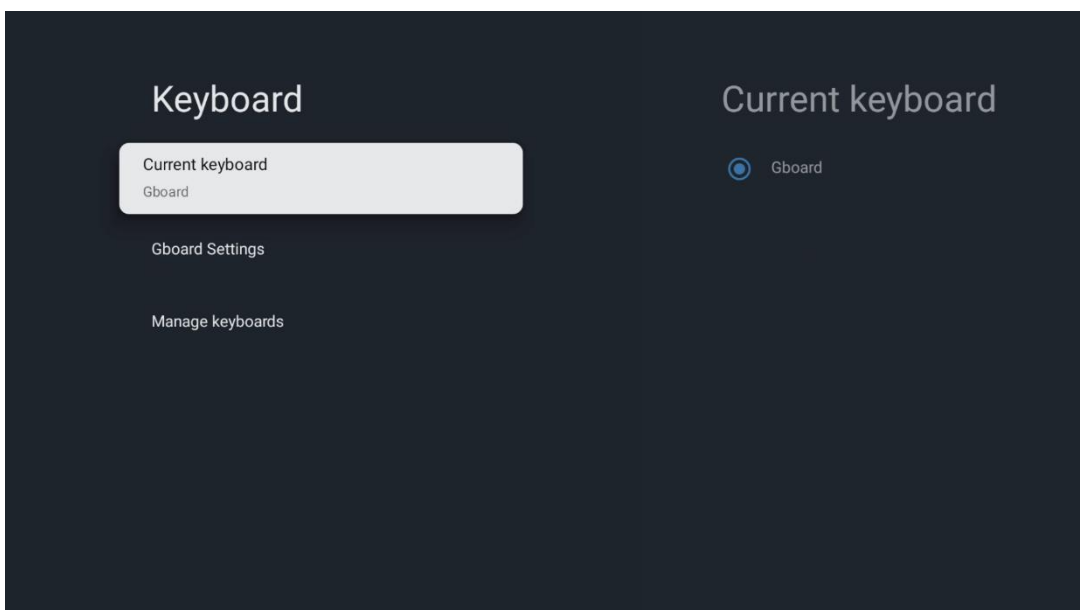 Keyboard
Current keyboard
Gboard
Gboard Settings
Manage keyboards
Current keyboard
Gboard